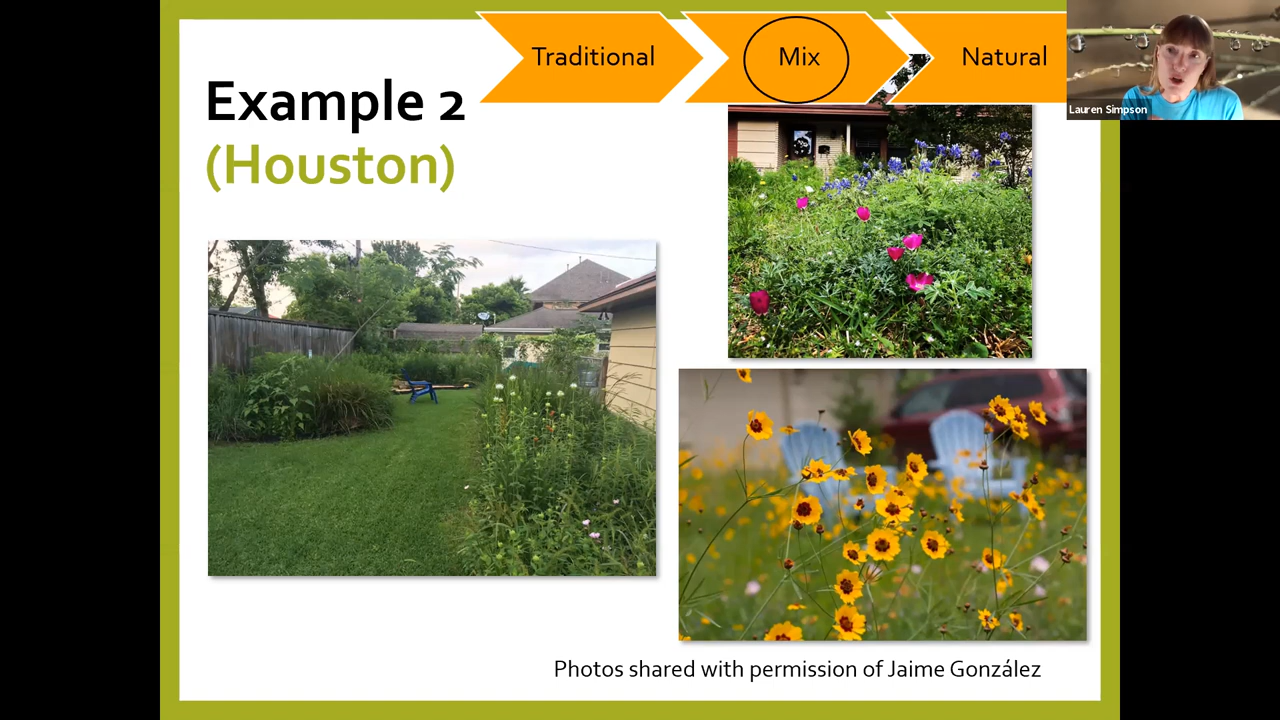 Traditional
Mix
Natural
Lauren Simpson
Example 2
(Houston)
Photos shared with permission of Jaime González